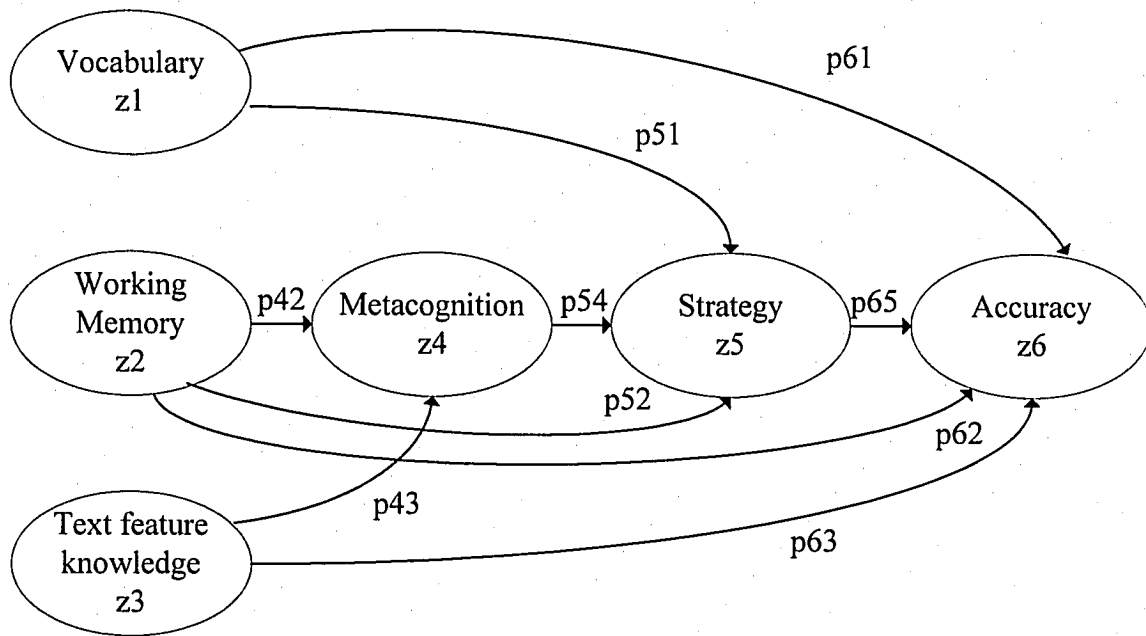 Vocabulary
z1
p61
p51
Working
Memory
z2
p42
Metacognition
z4
p54
Strategy
z5
p65
Accuracy
z6
p52
p62
p43
p63
Text feature
knowledge
z3